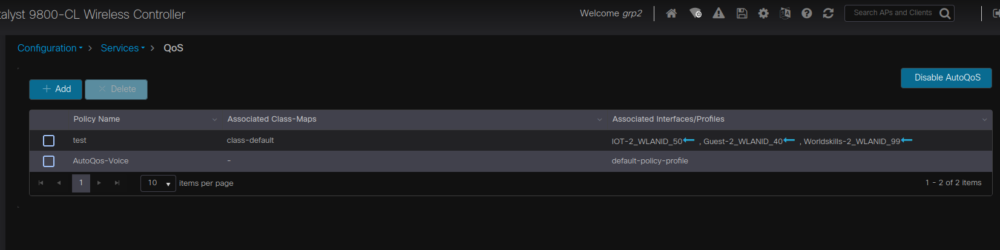 talyst 9800-CL Wireless Controller
Welcome grp2
Search APs and Clients
Configuration > Services > QoS
Disable AutoQoS
+ Add × Delete
Policy Name Associated Class-Maps Associated Interfaces/Profiles
test class-default IOT-2_WLANID_50 , Guest-2_WLANID_40 , Worldskills-2_WLANID_99
AutoQos-Voice - default-policy-profile
1 10 items per page 1 - 2 of 2 items